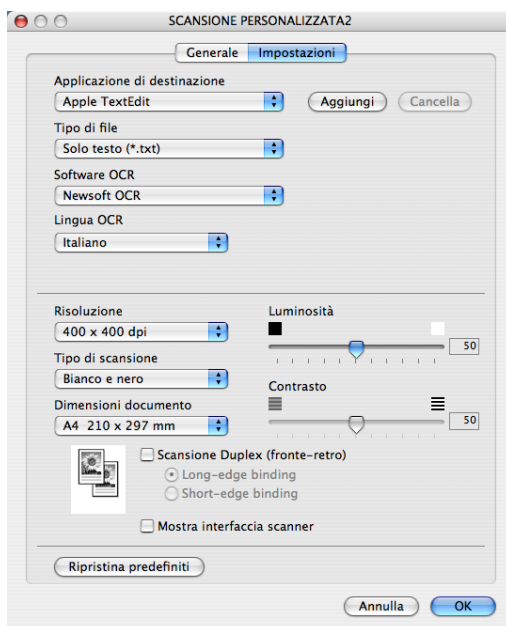 SCANSIONE PERSONALIZZATA2
Generale Impostazioni
Applicazione di destinazione
Apple TextEdit Aggiungi Cancella
Tipo di file
Solo testo (*.txt)
Software OCR
Newsoft OCR
Lingua OCR
Italiano
Risoluzione Luminosità
400 x 400 dpi 50
Tipo di scansione
Bianco e nero Contrasto
Dimensioni documento
A4 210 x 297 mm 50
Scansione Duplex (fronte-retro)
Long-edge binding
Short-edge binding
Mostra interfaccia scanner
Ripristina predefiniti
Annulla OK